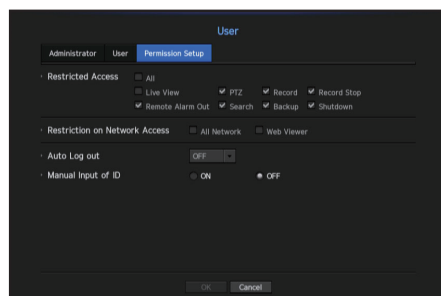 User
Administrator User Permission Setup
Restricted Access All
Live View PTZ Record Record Stop
Remote Alarm Out Search Backup Shutdown
Restriction on Network Access All Network Web Viewer
Auto Log out OFF
Manual Input of ID ON OFF
OK Cancel